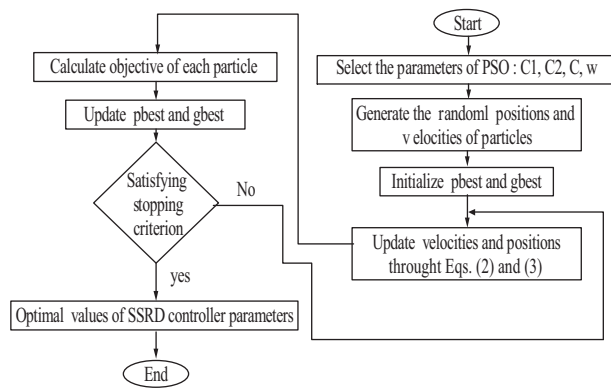 Start
Select the parameters of PSO : C1, C2, C, w
Generate the randoml positions and
v elocities of particles
Initialize pbest and gbest
Update velocities and positions
throught Eqs. (2) and (3)
Calculate objective of each particle
Update pbest and gbest
Satisfying
stopping
criterion
No
yes
Optimal values of SSRD controller parameters
End